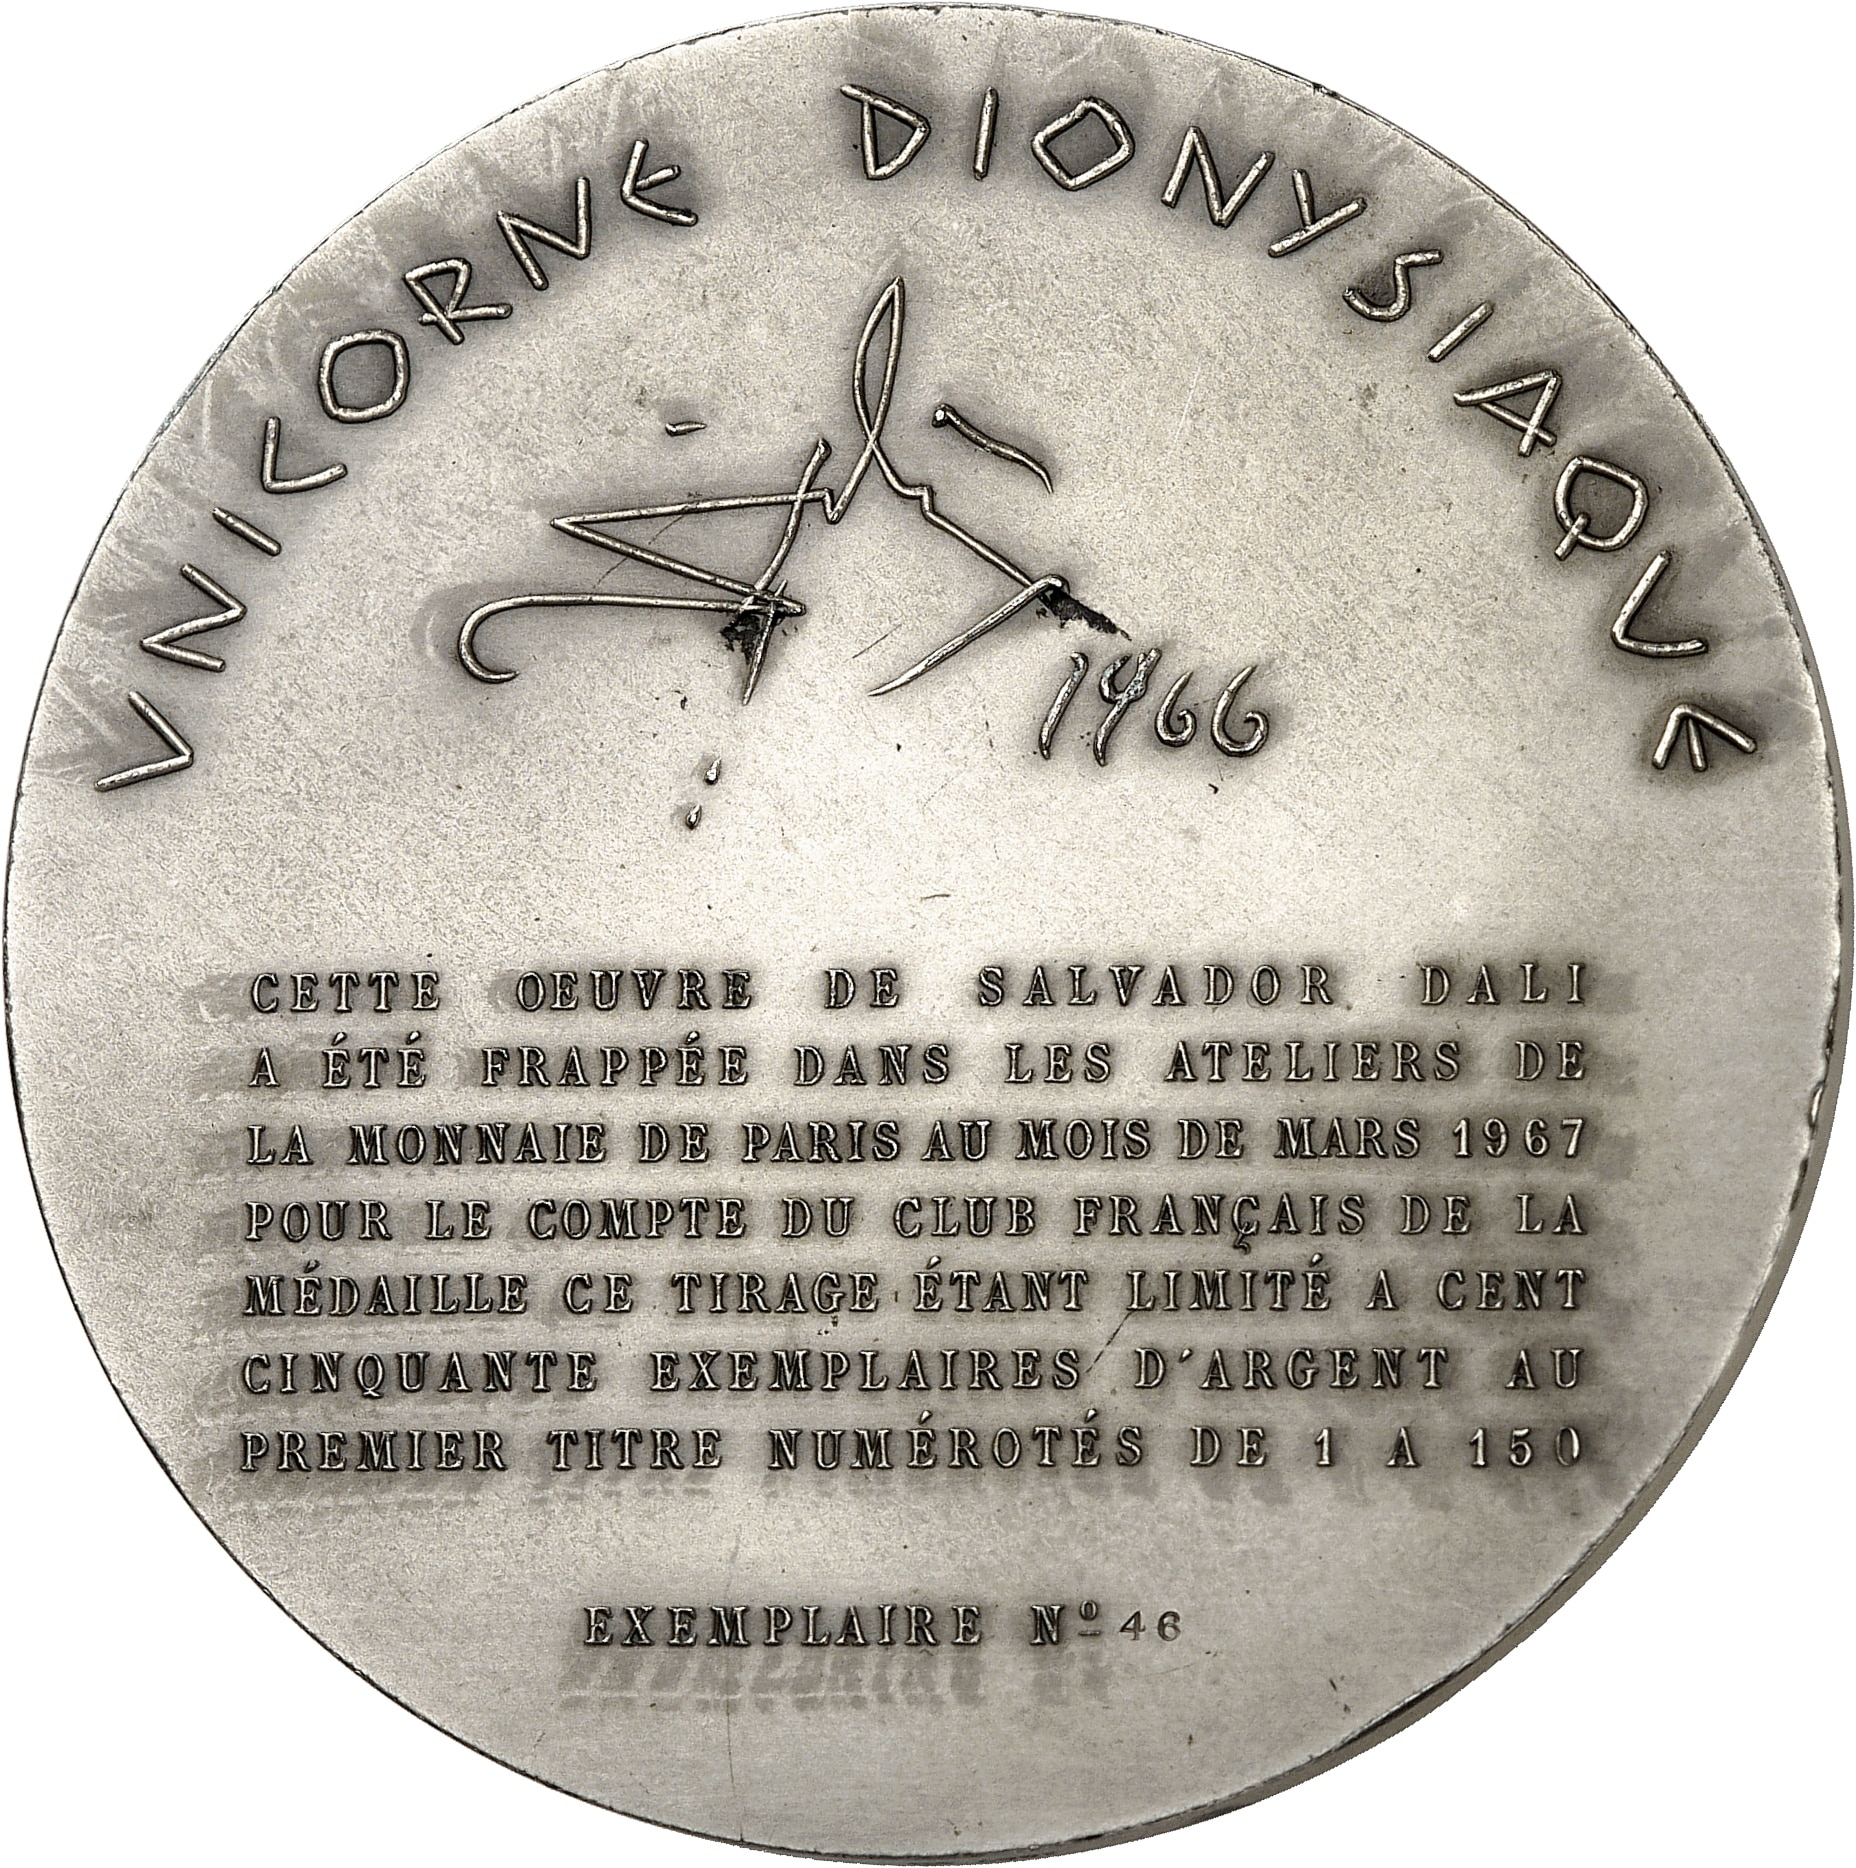 VNICORNE DIONYSIAQVE
Dalí
1966
CETTE OEUVRE DE SALVADOR DALI
A ÉTÉ FRAPPÉE DANS LES ATELIERS DE
LA MONNAIE DE PARIS AU MOIS DE MARS 1967
POUR LE COMPTE DU CLUB FRANÇAIS DE LA
MÉDAILLE CE TIRAGE ÉTANT LIMITÉ A CENT
CINQUANTE EXEMPLAIRES D'ARGENT AU
PREMIER TITRE NUMÉROTÉS DE 1 A 150
EXEMPLAIRE Nº 46